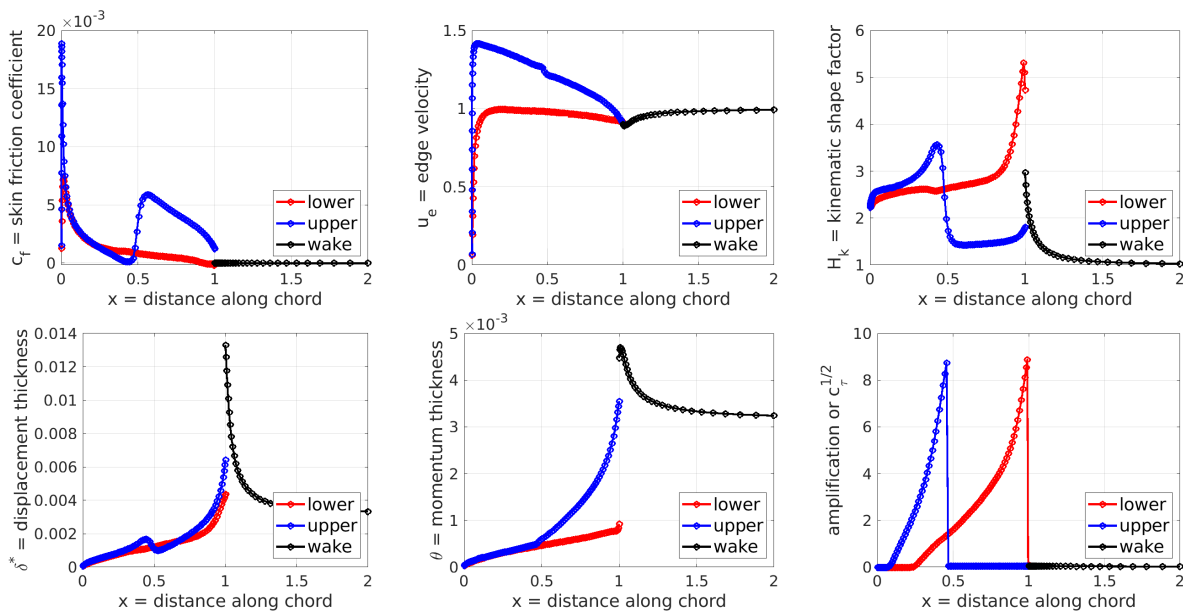 ×10⁻³
20
15
10
5
0
c_f = skin friction coefficient
0 0.5 1 1.5 2
x = distance along chord
lower
upper
wake
1.5
1
0.5
0
u_e = edge velocity
0 0.5 1 1.5 2
x = distance along chord
lower
upper
wake
6
5
4
3
2
1
H_k = kinematic shape factor
0 0.5 1 1.5 2
x = distance along chord
lower
upper
wake
0.014
0.012
0.01
0.008
0.006
0.004
0.002
0
δ* = displacement thickness
0 0.5 1 1.5 2
x = distance along chord
lower
upper
wake
×10⁻³
5
4
3
2
1
0
θ = momentum thickness
0 0.5 1 1.5 2
x = distance along chord
lower
upper
wake
10
8
6
4
2
0
amplification or c_τ^1/2
0 0.5 1 1.5 2
x = distance along chord
lower
upper
wake